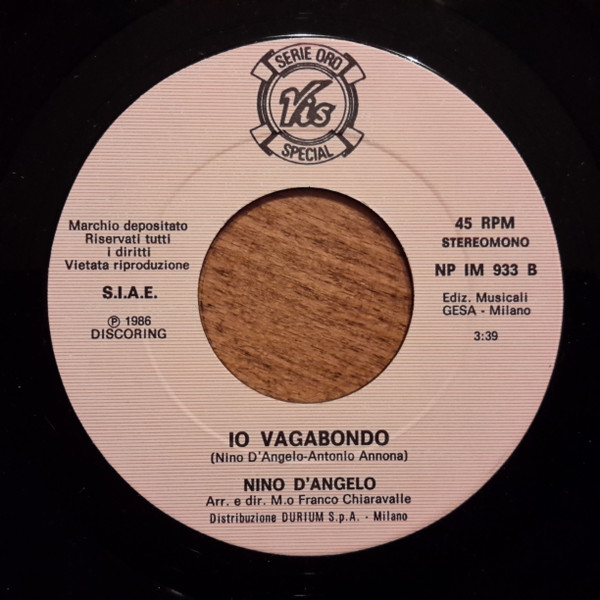 SERIE ORO
Vis
SPECIAL
Marchio depositato
Riservati tutti
i diritti
Vietata riproduzione
S.I.A.E.
Ⓟ 1986
DISCORING
45 RPM
STEREOMONO
NP IM 933 B
Ediz. Musicali
GESA - Milano
3:39
IO VAGABONDO
(Nino D'Angelo-Antonio Annona)
NINO D'ANGELO
Arr. e dir. M.o Franco Chiaravalle
Distribuzione DURIUM S.p.A. - Milano